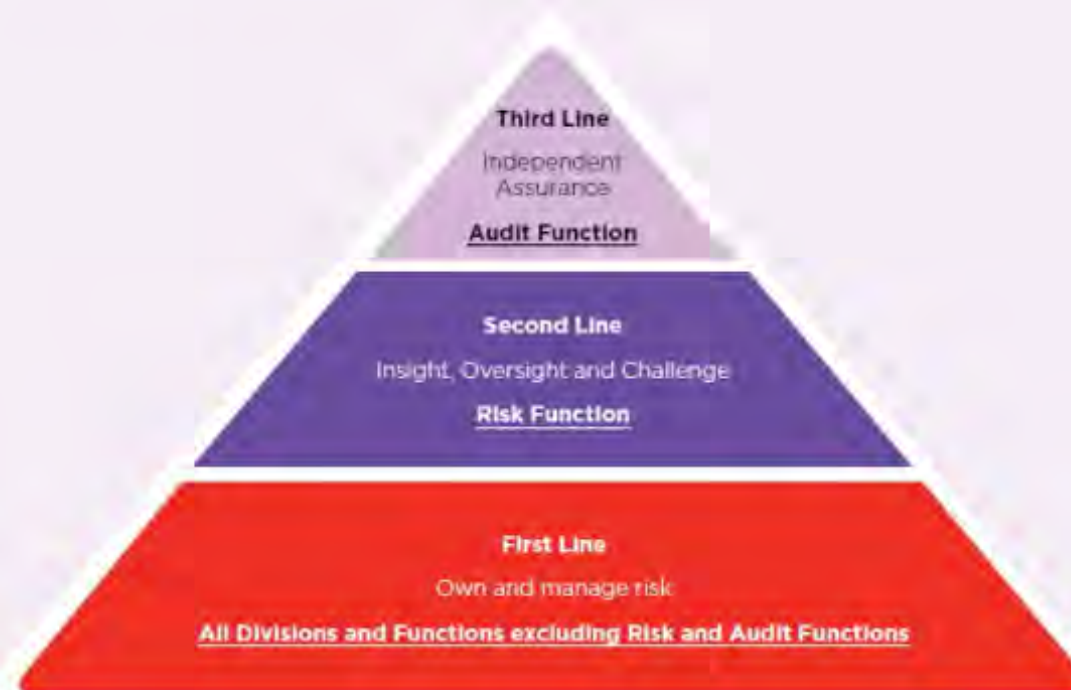 Third Line
Independent
Assurance
Audit Function
Second Line
Insight, Oversight and Challenge
Risk Function
First Line
Own and manage risk
All Divisions and Functions excluding Risk and Audit Functions